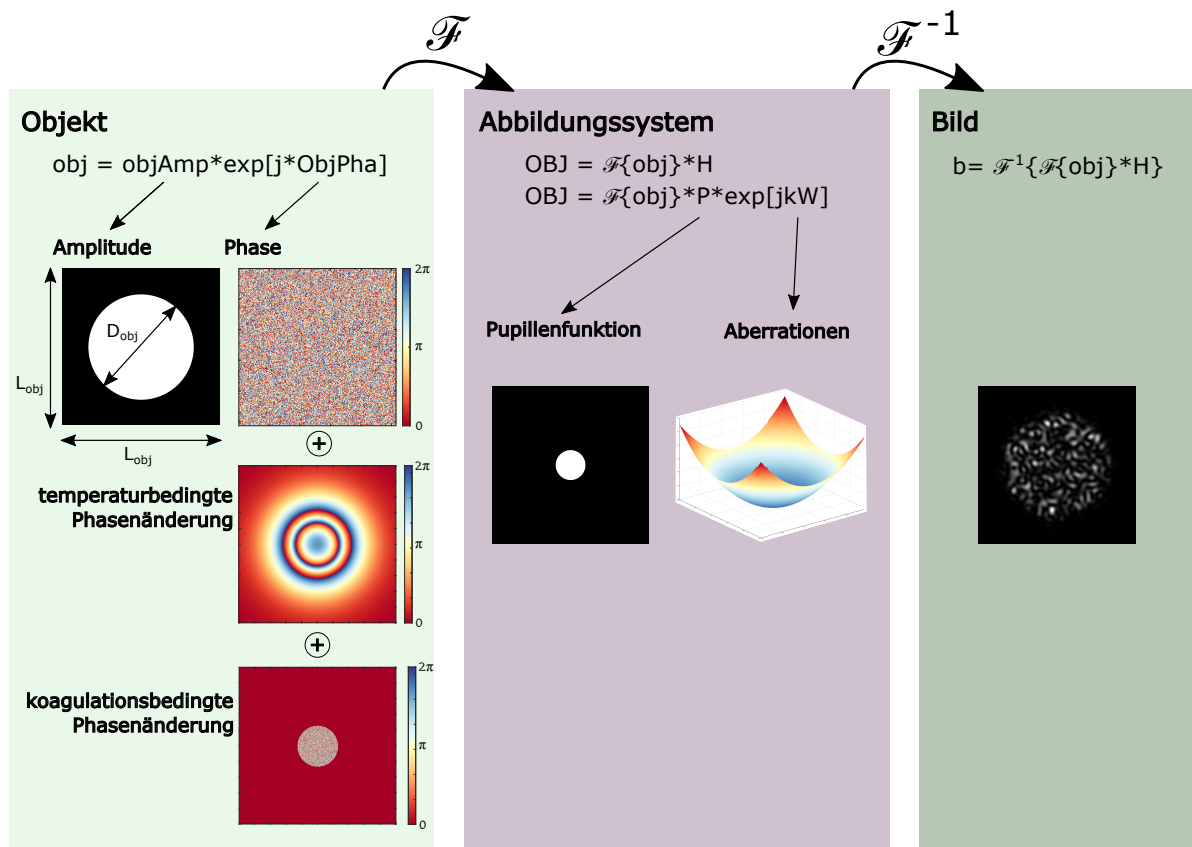 ℱ
ℱ⁻¹
Objekt
obj = objAmp*exp[j*ObjPha]
Amplitude
Phase
D_obj
L_obj
L_obj
2π
π
0
temperaturbedingte
Phasenänderung
2π
π
0
koagulationsbedingte
Phasenänderung
2π
π
0
Abbildungssystem
OBJ = ℱ{obj}*H
OBJ = ℱ{obj}*P*exp[jkW]
Pupillenfunktion
Aberrationen
Bild
b= ℱ⁻¹{ℱ{obj}*H}